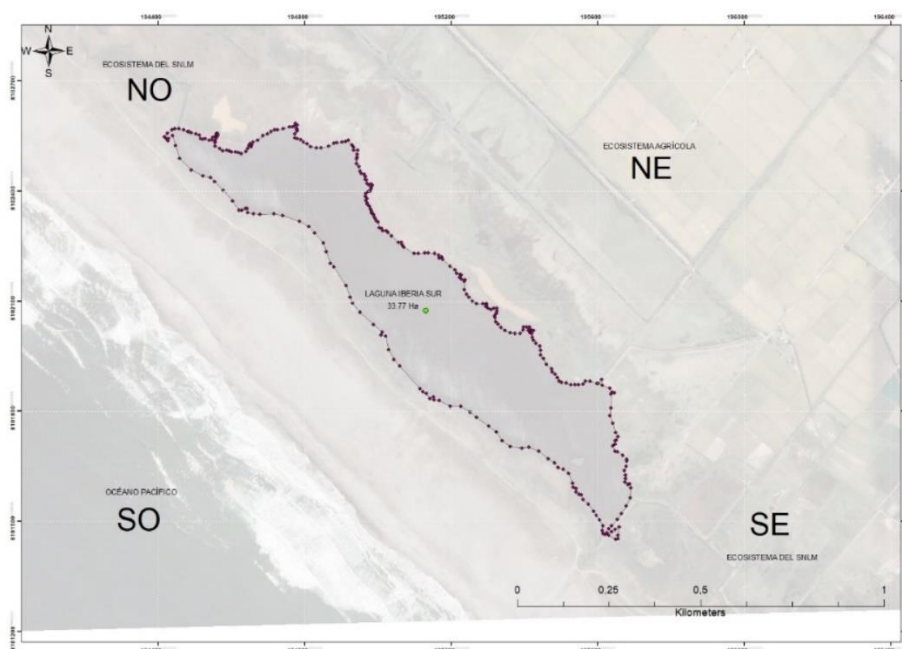 N
W E
S
ECOSISTEMA DEL SNLM
NO
ECOSISTEMA AGRÍCOLA
NE
LAGUNA IBERIA SUR
33.77 Ha
OCÉANO PACÍFICO
SO
SE
ECOSISTEMA DEL SNLM
0 0,25 0,5 1
Kilometers